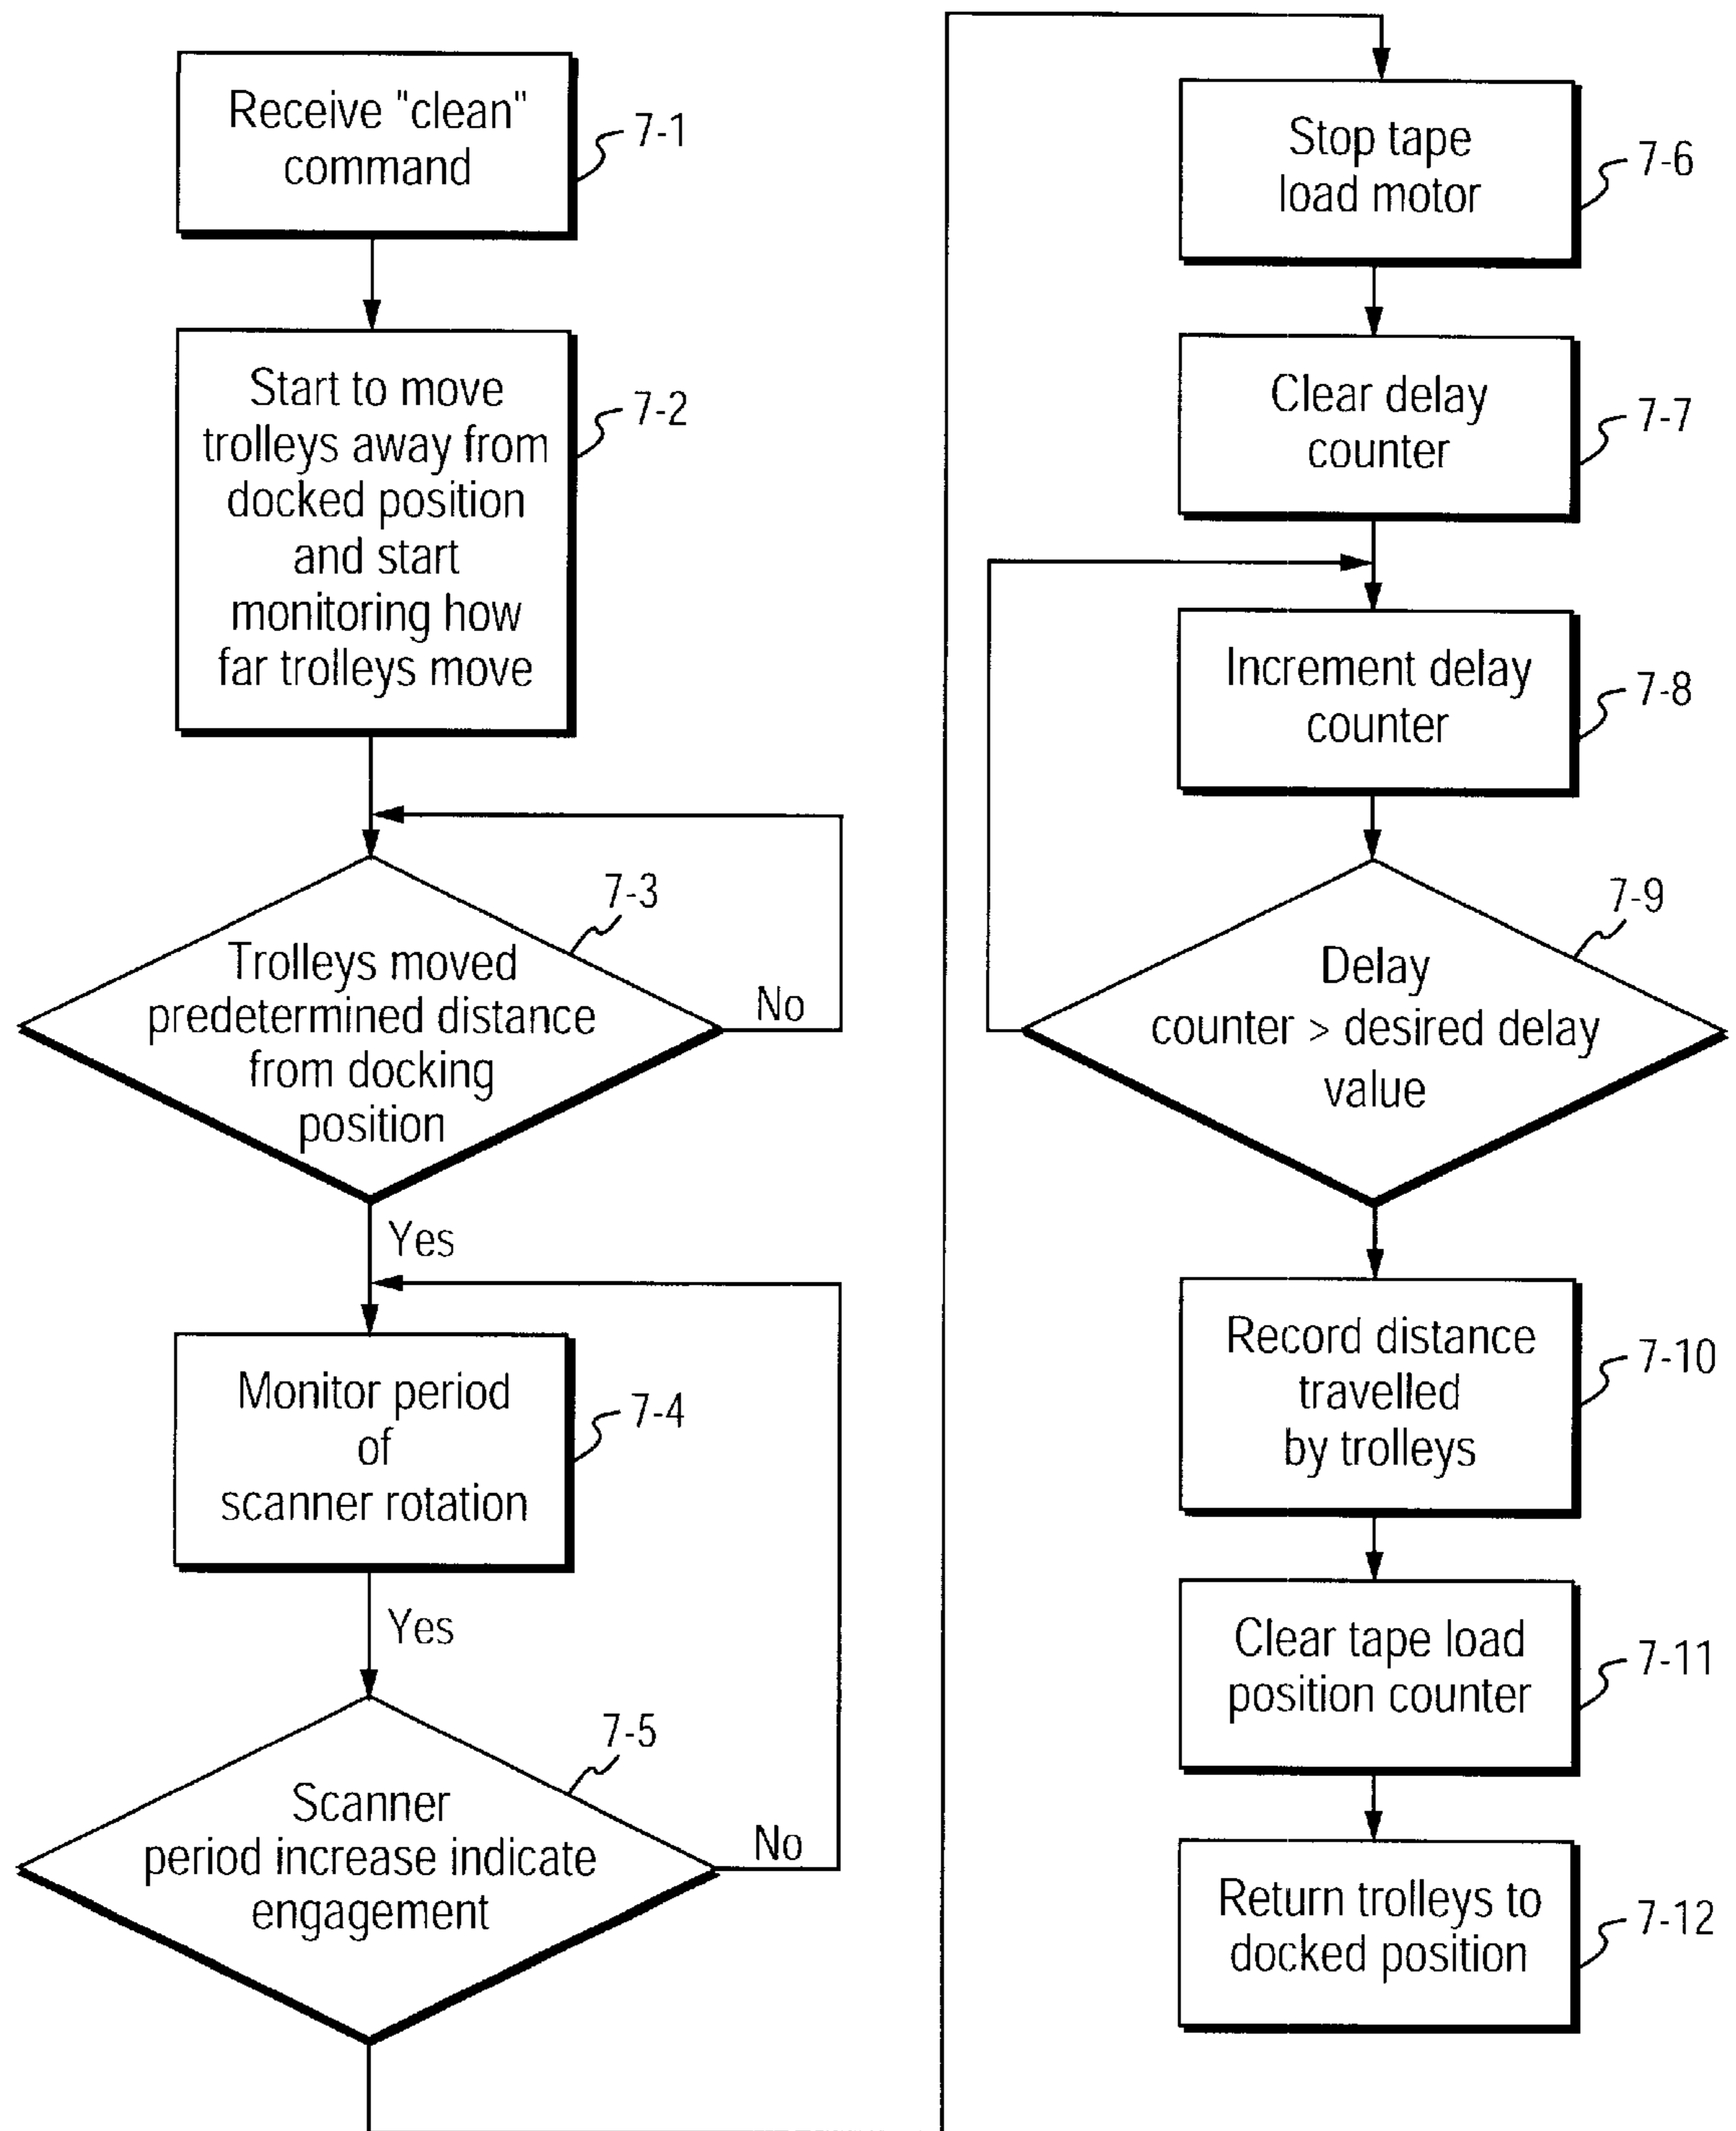 Receive "clean"
command
7-1
Start to move
trolleys away from
docked position
and start
monitoring how
far trolleys move
7-2
7-3
Trolleys moved
predetermined distance
from docking
position
No
Yes
Monitor period
of
scanner rotation
7-4
Yes
7-5
Scanner
period increase indicate
engagement
No
Stop tape
load motor
7-6
Clear delay
counter
7-7
Increment delay
counter
7-8
7-9
Delay
counter > desired delay
value
Record distance
travelled
by trolleys
7-10
Clear tape load
position counter
7-11
Return trolleys to
docked position
7-12